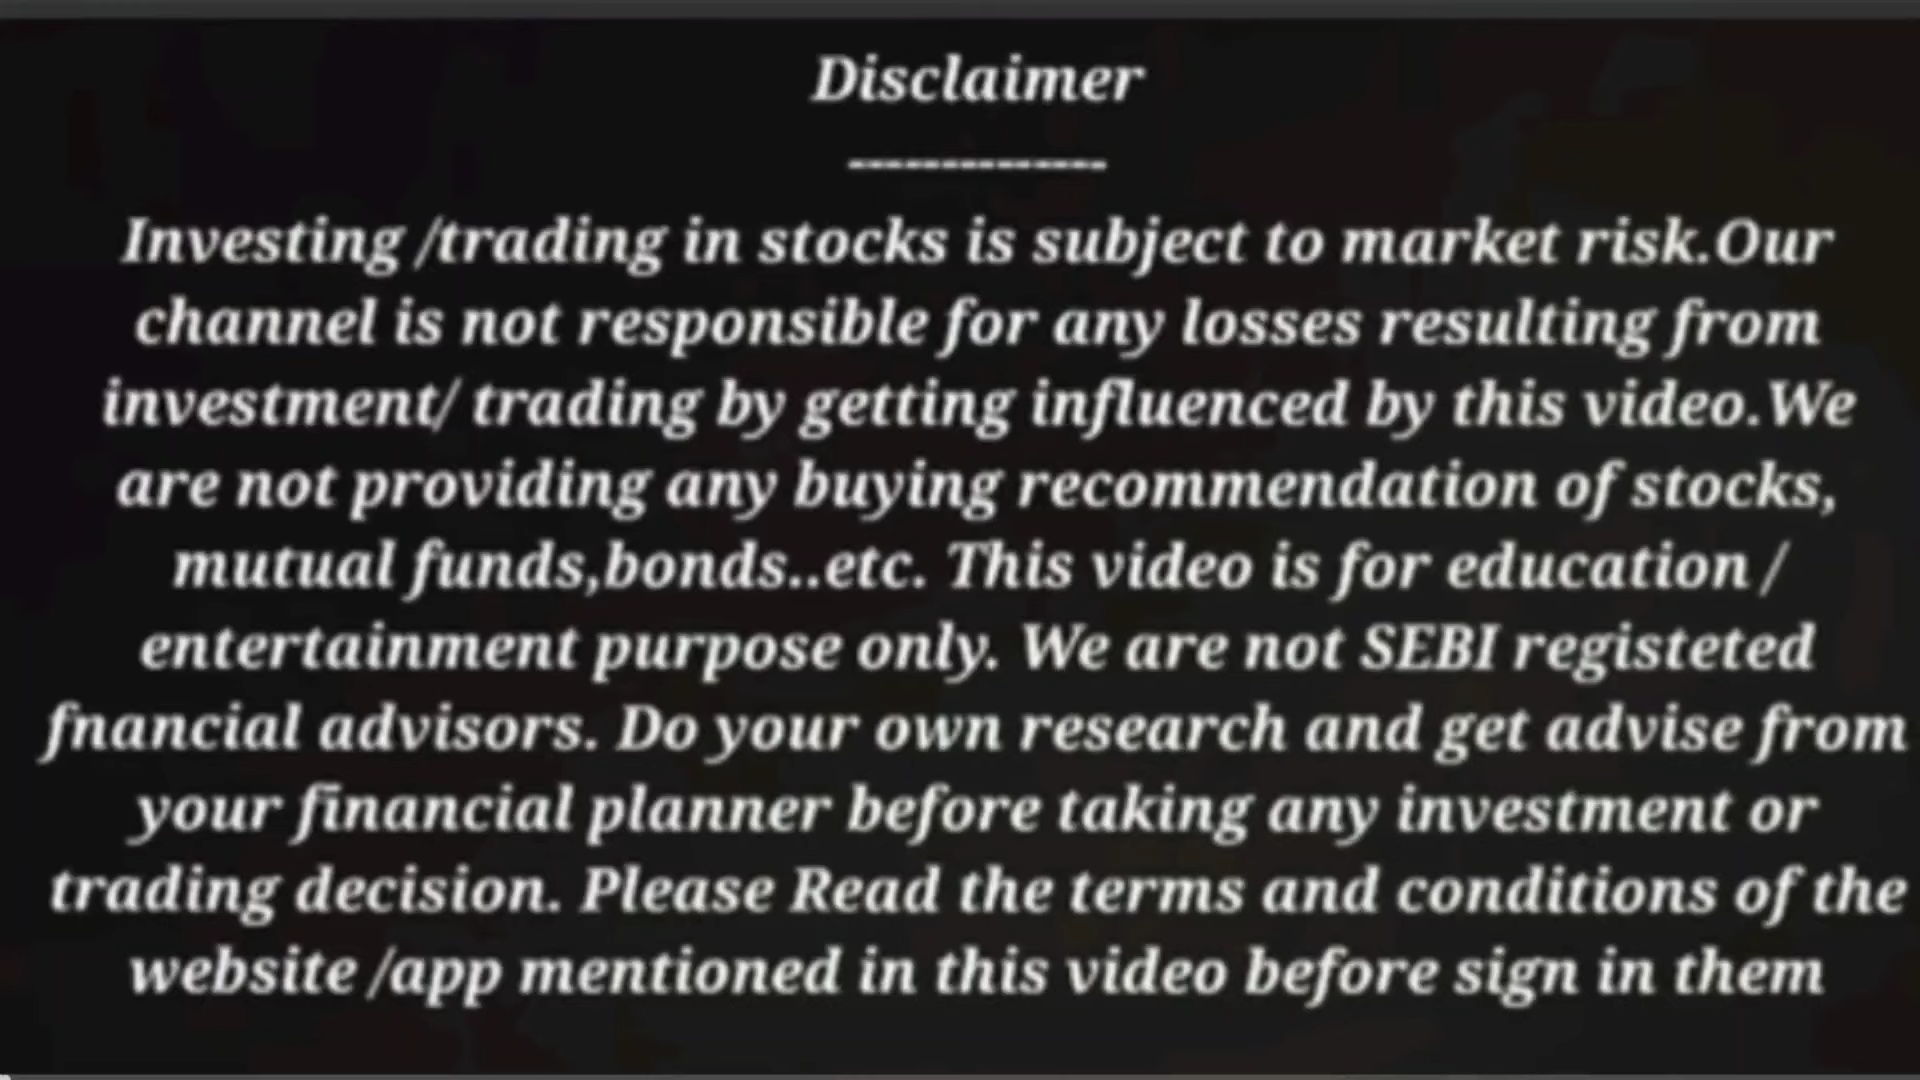 Disclaimer
--------------
Investing /trading in stocks is subject to market risk.Our
channel is not responsible for any losses resulting from
investment/ trading by getting influenced by this video.We
are not providing any buying recommendation of stocks,
mutual funds,bonds..etc. This video is for education /
entertainment purpose only. We are not SEBI registeted
fnancial advisors. Do your own research and get advise from
your financial planner before taking any investment or
trading decision. Please Read the terms and conditions of the
website /app mentioned in this video before sign in them